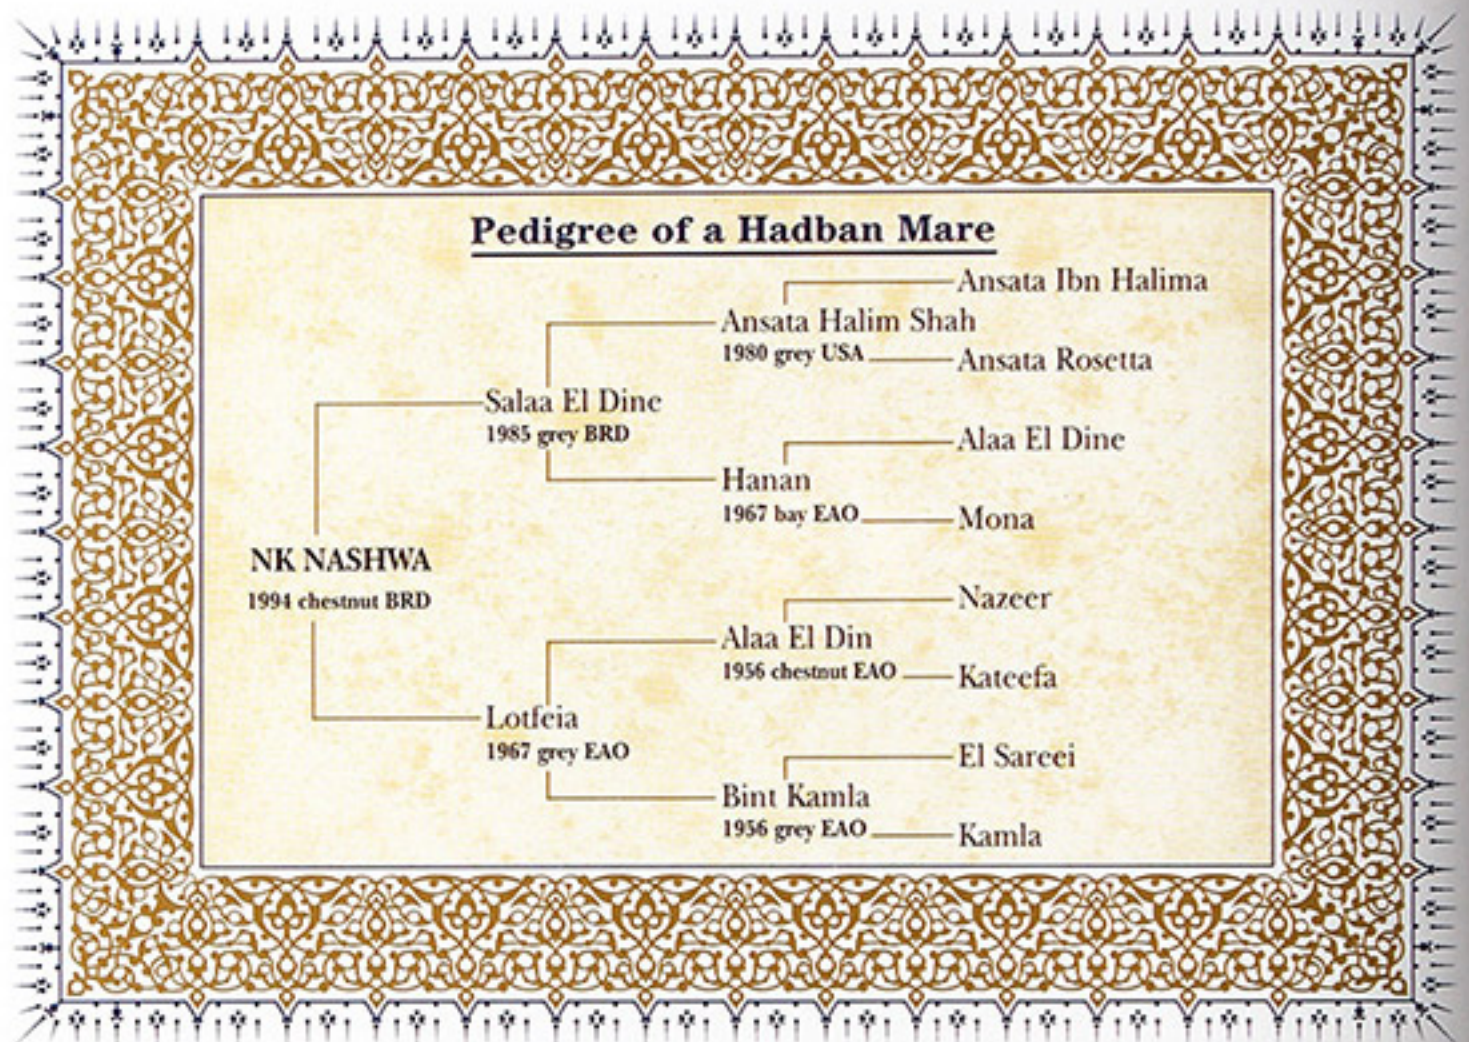 Pedigree of a Hadban Mare
Ansata Ibn Halima
Ansata Halim Shah
1980 grey USA
Ansata Rosetta
Salaa El Dine
1985 grey BRD
Alaa El Dine
Hanan
1967 bay EAO
Mona
NK NASHWA
1994 chestnut BRD
Nazeer
Alaa El Din
1956 chestnut EAO
Kateefa
Lotfeia
1967 grey EAO
El Sareei
Bint Kamla
1956 grey EAO
Kamla